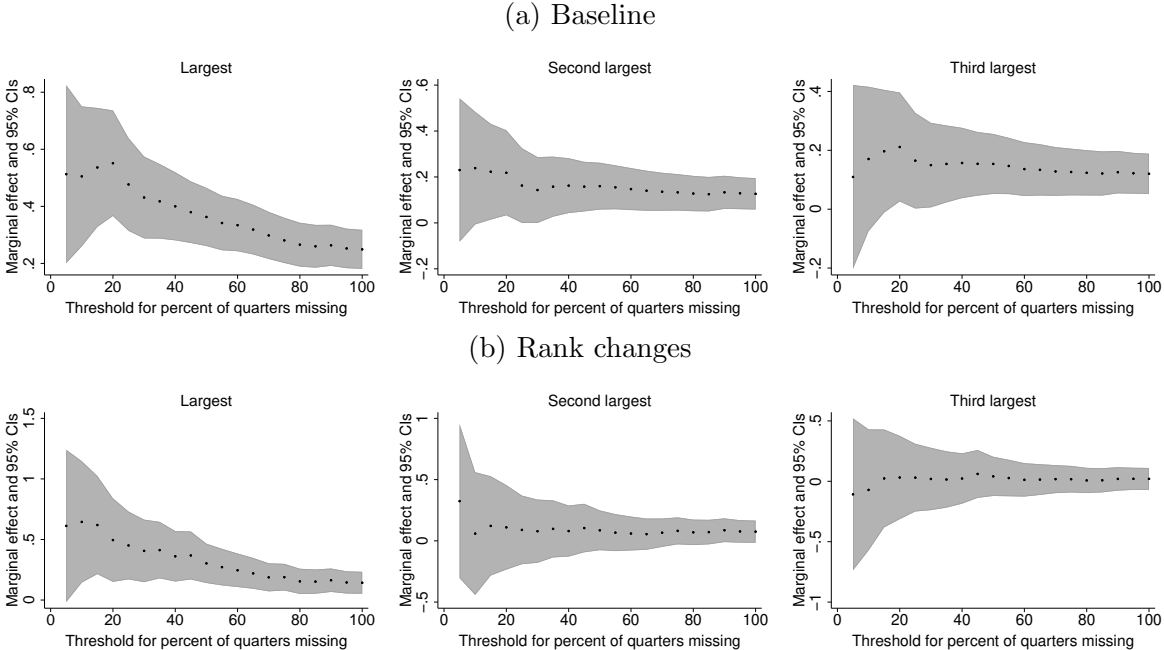 (a) Baseline
Largest
Second largest
Third largest
Marginal effect and 95% CIs
.2 .4 .6 .8
0 20 40 60 80 100
Threshold for percent of quarters missing
Marginal effect and 95% CIs
-.2 0 .2 .4 .6
0 20 40 60 80 100
Threshold for percent of quarters missing
Marginal effect and 95% CIs
-.2 0 .2 .4
0 20 40 60 80 100
Threshold for percent of quarters missing
(b) Rank changes
Largest
Second largest
Third largest
Marginal effect and 95% CIs
0 .5 1 1.5
0 20 40 60 80 100
Threshold for percent of quarters missing
Marginal effect and 95% CIs
-.5 0 .5 1
0 20 40 60 80 100
Threshold for percent of quarters missing
Marginal effect and 95% CIs
-1 -.5 0 .5
0 20 40 60 80 100
Threshold for percent of quarters missing